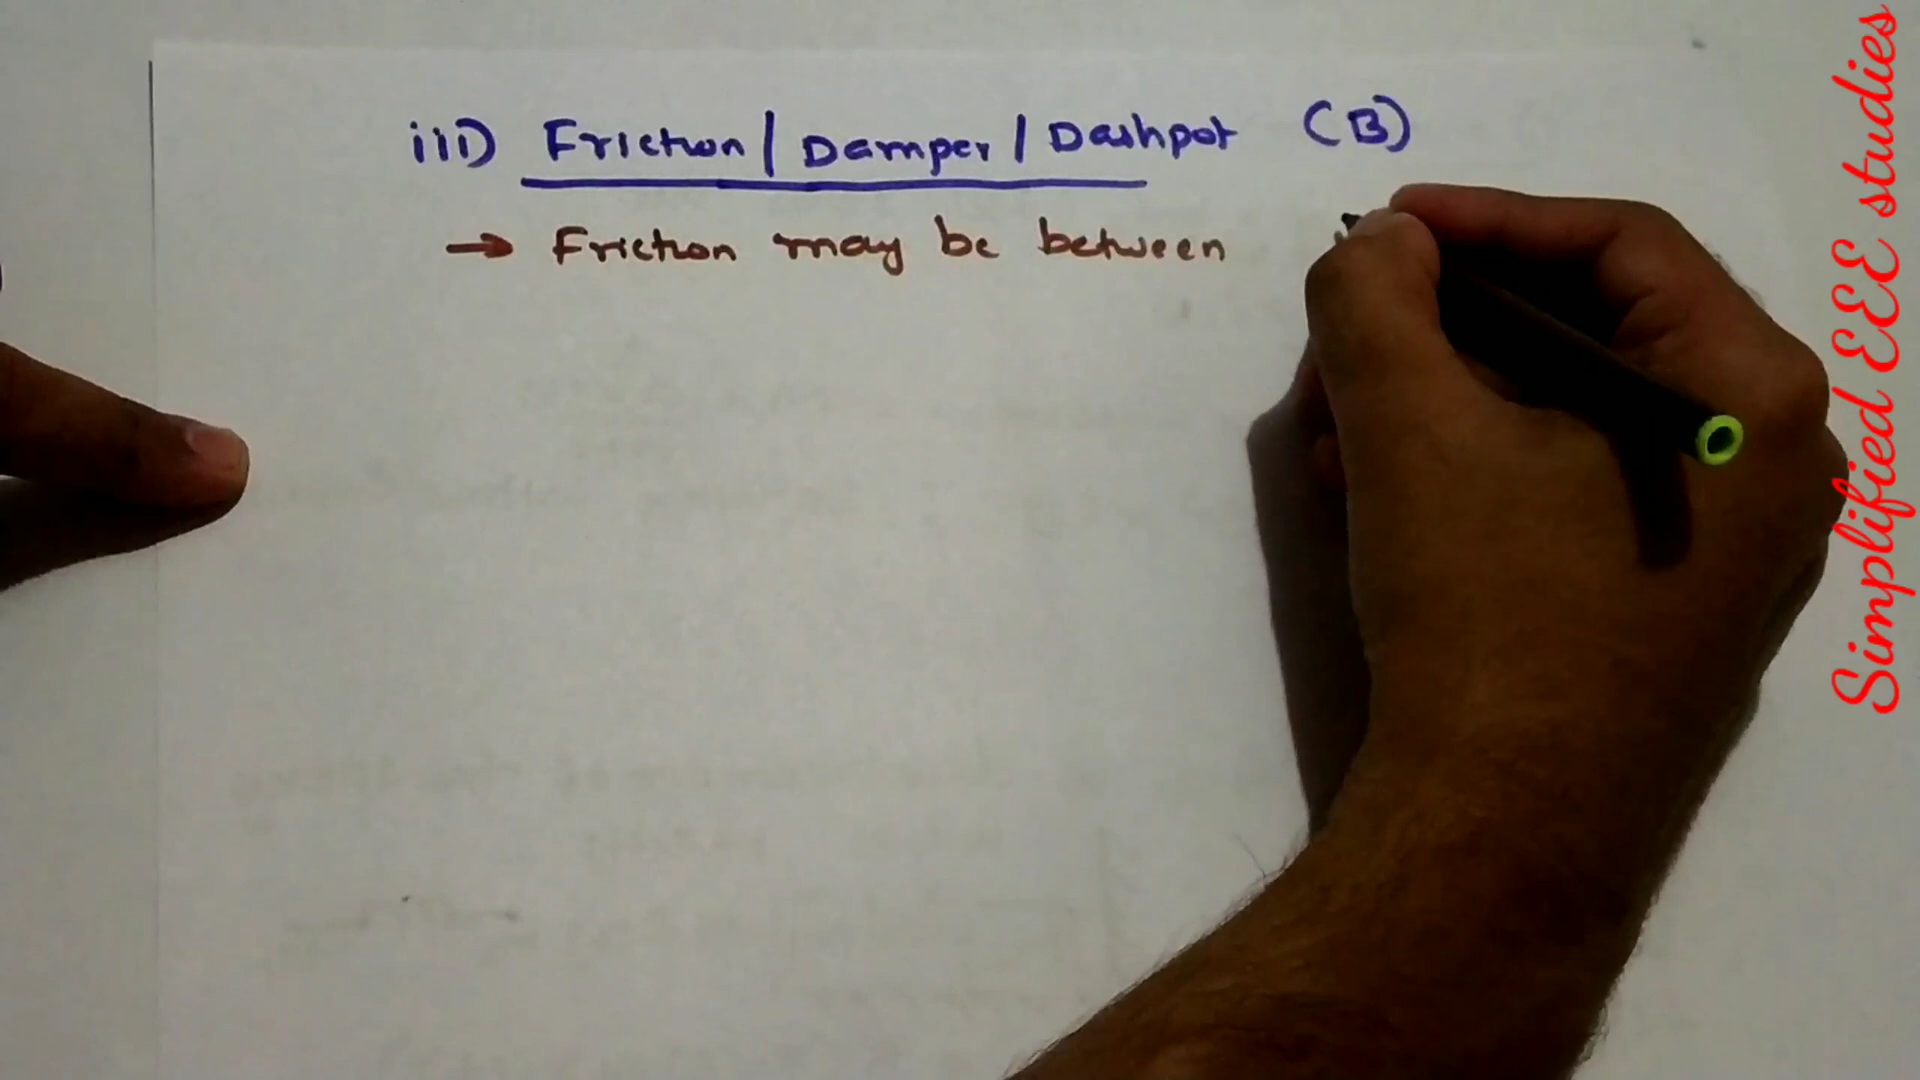 iii) Friction / Damper / Dashpot (B)
→ Friction may be between
Simplified EEE studies